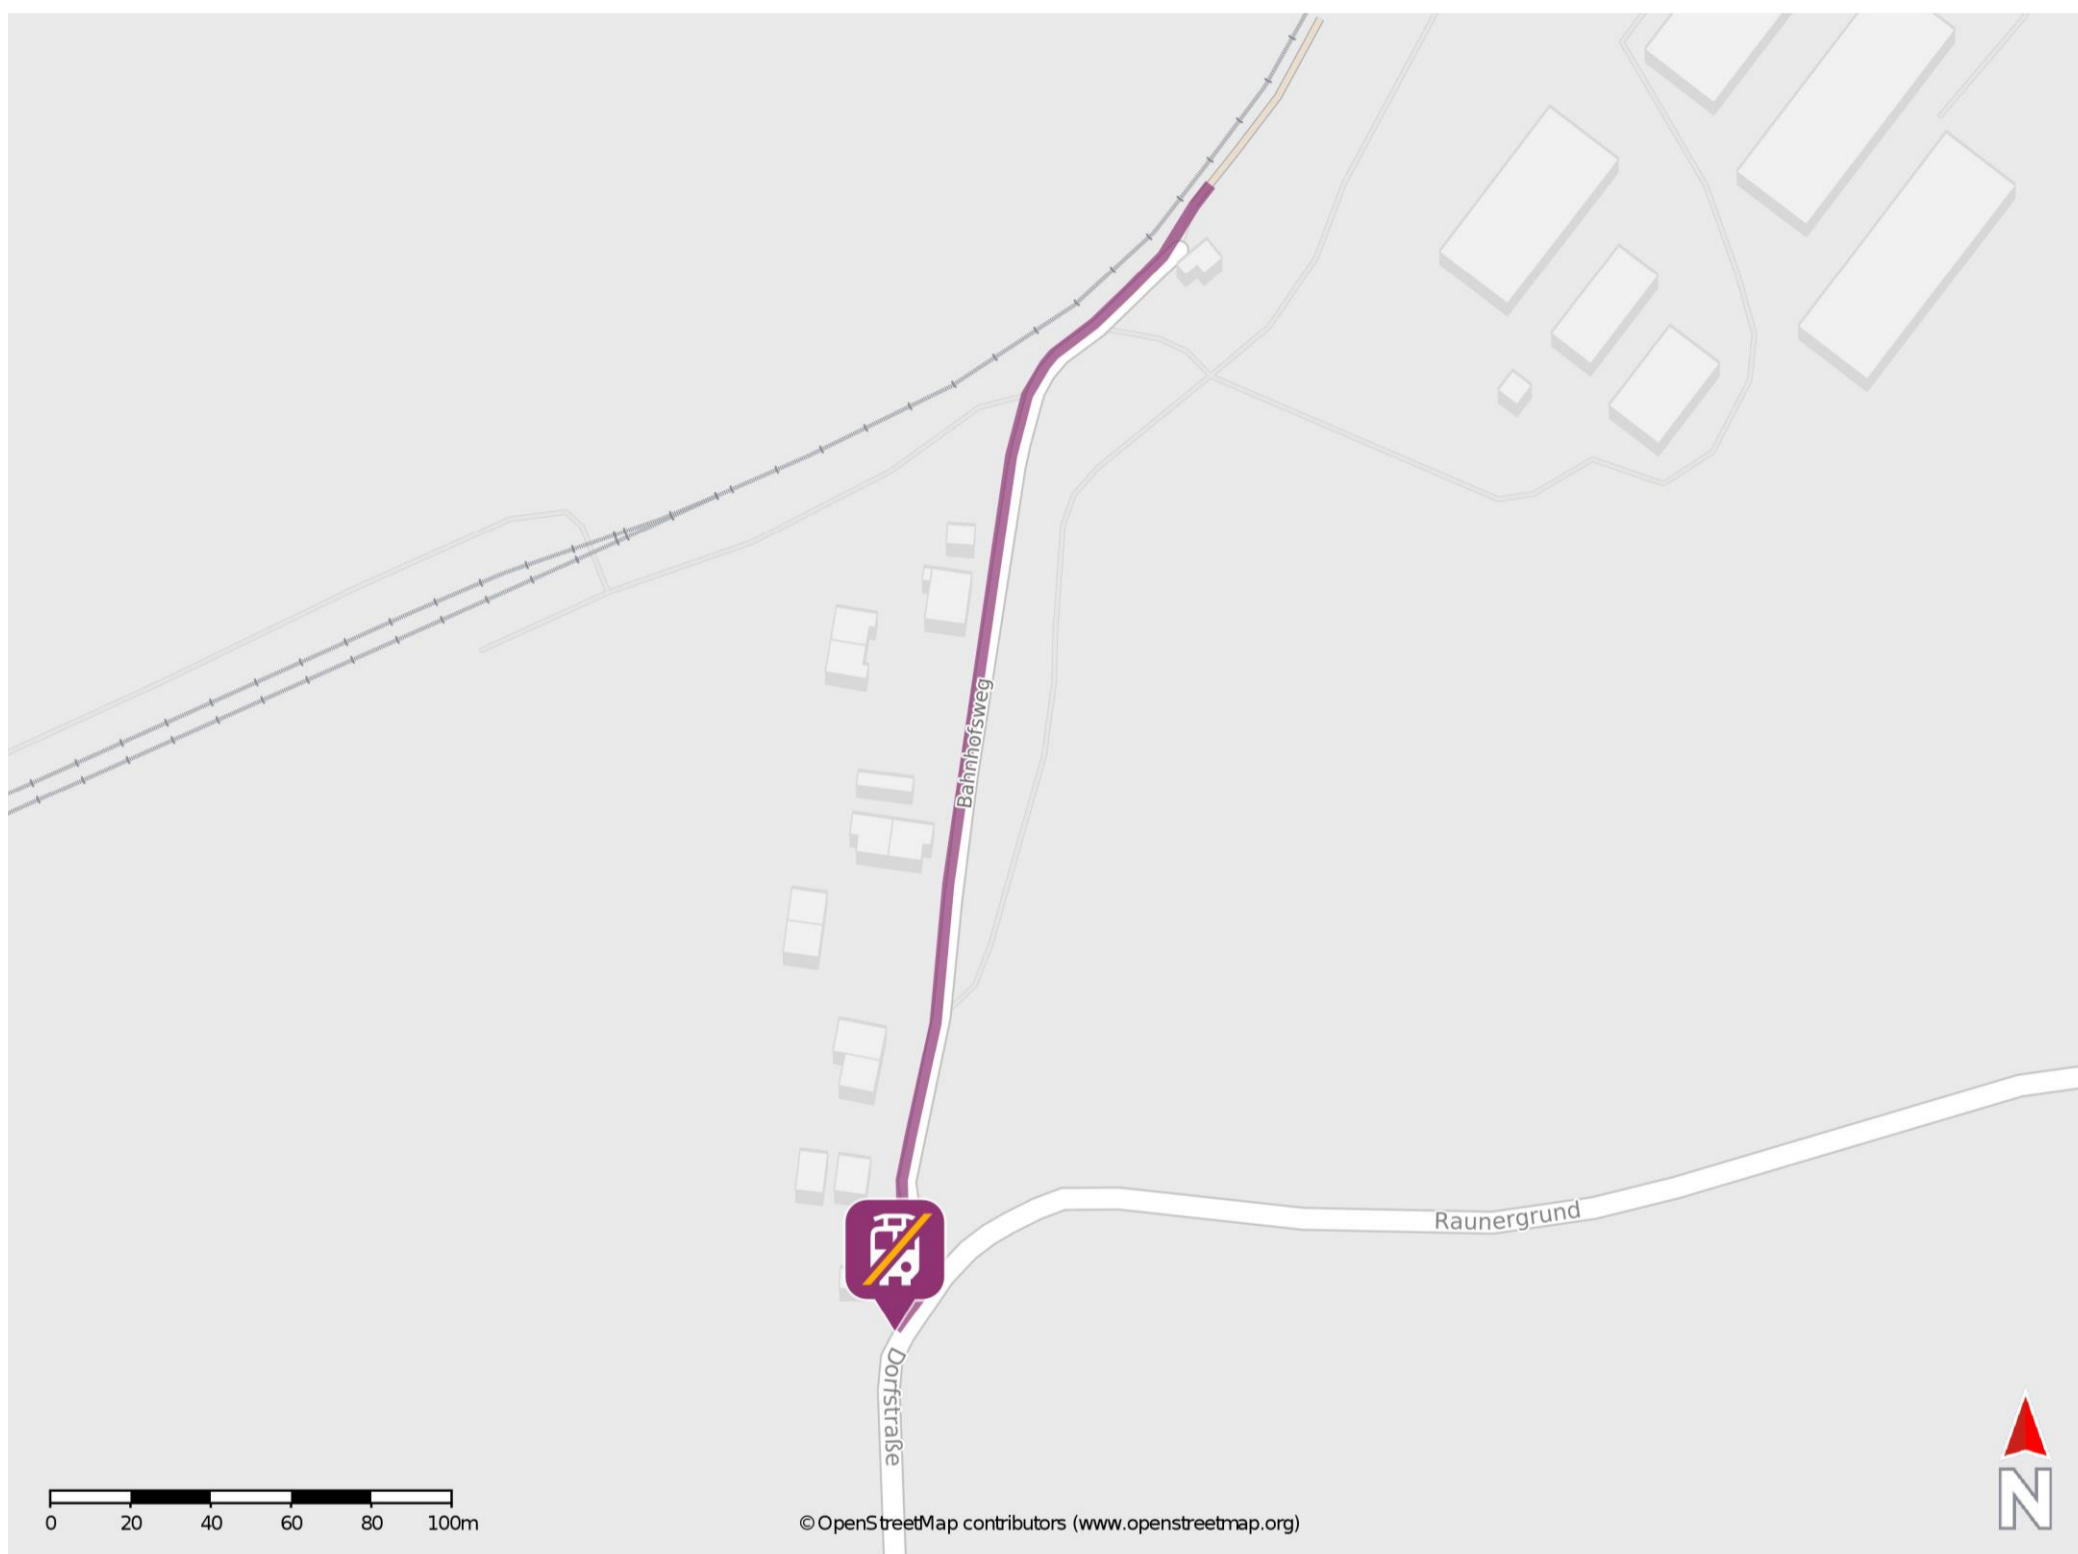 Bahnhofsweg
Raunergrund
Dorfstraße
0 20 40 60 80 100m
© OpenStreetMap contributors (www.openstreetmap.org)
N